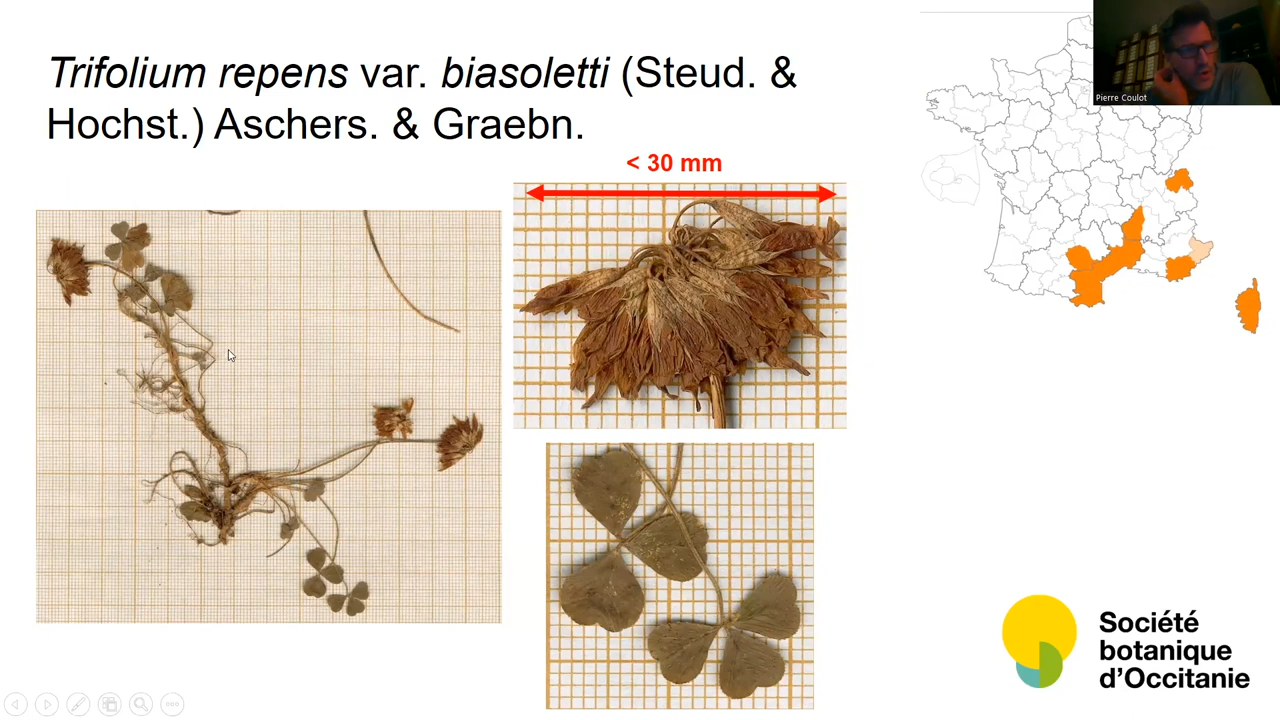 Trifolium repens var. biasoletti (Steud. &
Hochst.) Aschers. & Graebn.
Pierre Coulot
< 30 mm
Société
botanique
d'Occitanie